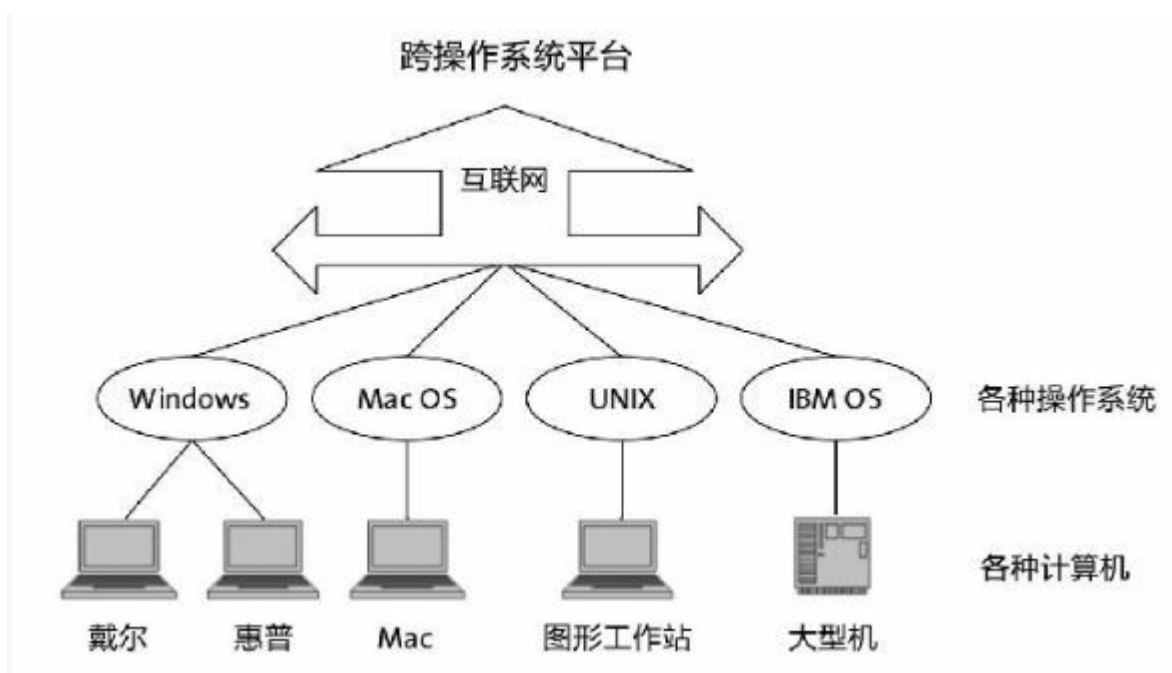 跨操作系统平台
互联网
Windows
Mac OS
UNIX
IBM OS
各种操作系统
各种计算机
戴尔
惠普
Mac
图形工作站
大型机